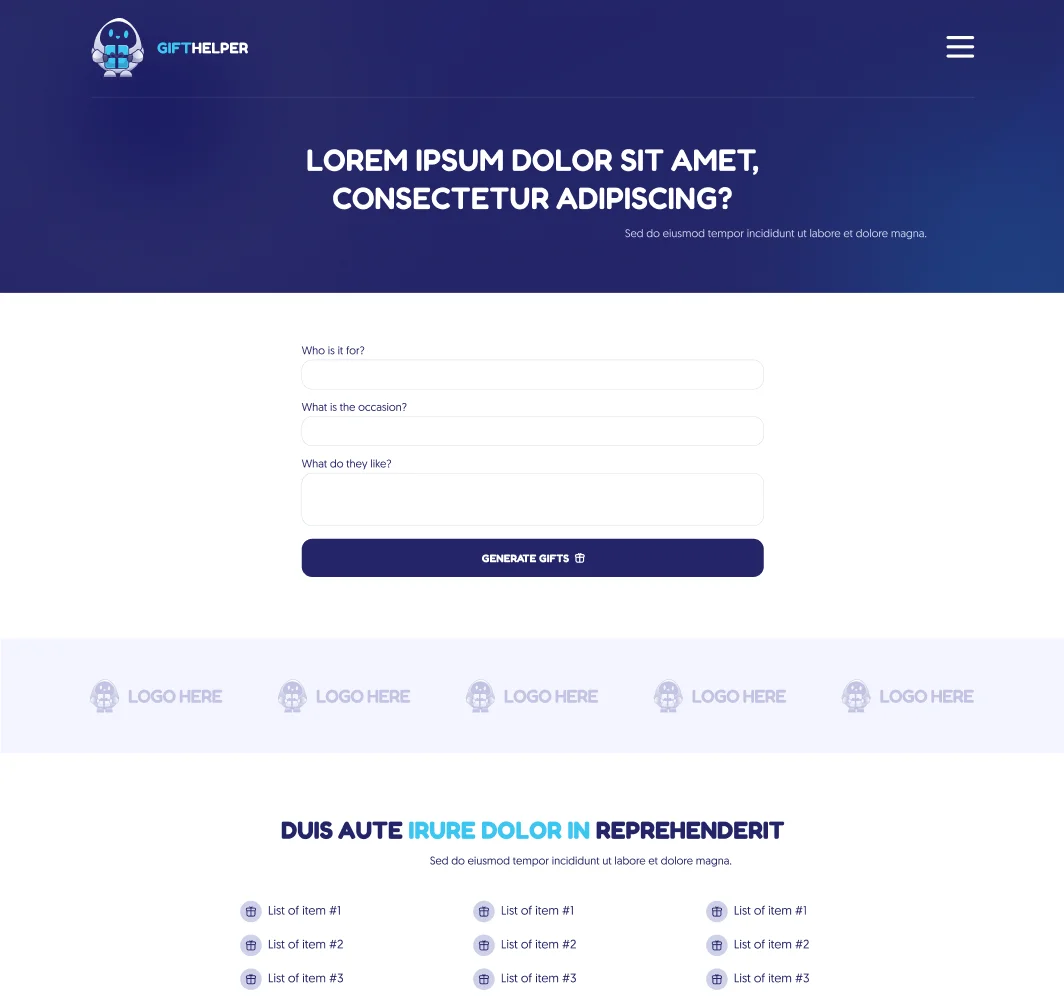 GIFTHELPER
LOREM IPSUM DOLOR SIT AMET,
CONSECTETUR ADIPISCING?
Sed do eiusmod tempor incididunt ut labore et dolore magna.
Who is it for?
What is the occasion?
What do they like?
GENERATE GIFTS
LOGO HERE LOGO HERE LOGO HERE LOGO HERE LOGO HERE
DUIS AUTE IRURE DOLOR IN REPREHENDERIT
Sed do eiusmod tempor incididunt ut labore et dolore magna.
List of item #1 List of item #1 List of item #1
List of item #2 List of item #2 List of item #2
List of item #3 List of item #3 List of item #3